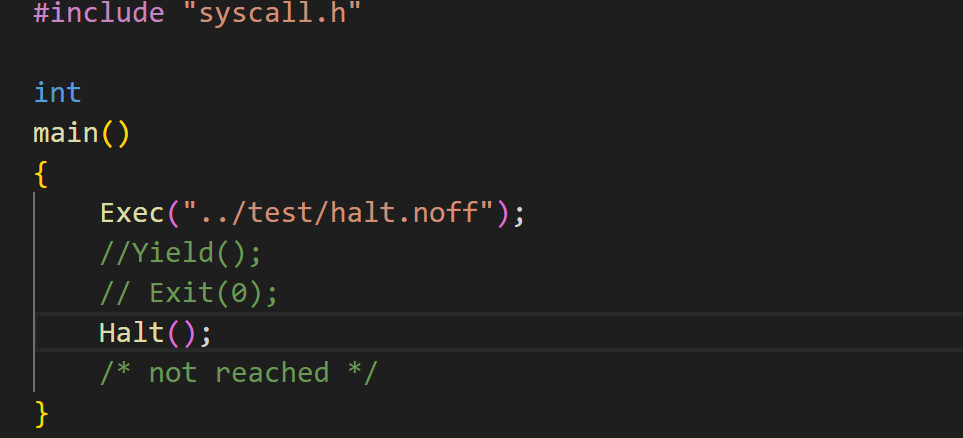 #include "syscall.h"
int
main()
{
Exec("../test/halt.noff");
//Yield();
// Exit(0);
Halt();
/* not reached */
}